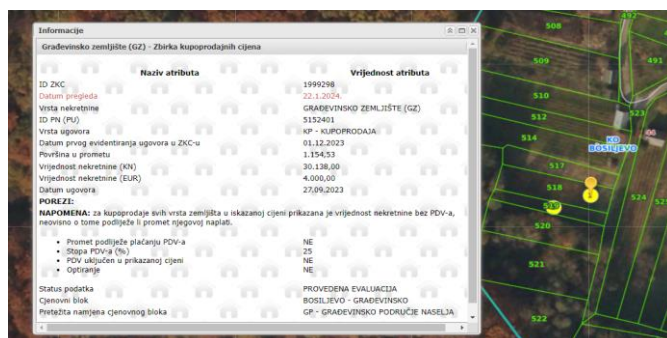 Informacije
Građevinsko zemljište (GZ) - Zbirka kupoprodajnih cijena
Naziv atributa Vrijednost atributa
ID ZKC 1999298
Datum pregleda 22.1.2024.
Vrsta nekretnine GRAĐEVINSKO ZEMLJIŠTE (GZ)
ID PN (PU) 5152401
Vrsta ugovora KP - KUPOPRODAJA
Datum prvog evidentiranja ugovora u ZKC-u 01.12.2023
Površina u prometu 1.154,53
Vrijednost nekretnine (KN) 30.138,00
Vrijednost nekretnine (EUR) 4.000,00
Datum ugovora 27.09.2023
POREZI:
NAPOMENA: za kupoprodaje svih vrsta zemljišta u iskazanoj cijeni prikazana je vrijednost nekretnine bez PDV-a,
neovisno o tome podliježe li promet njegovoj naplati.
• Promet podliježe plaćanju PDV-a NE
• Stopa PDV-a (%) 25
• PDV uključen u prikazanoj cijeni NE
• Optiranje NE
Status podatka PROVEDENA EVALUACIJA
Cjenovni blok BOSILJEVO - GRAĐEVINSKO
Pretežita namjena cjenovnog bloka GP - GRAĐEVINSKO PODRUČJE NASELJA
492
508
509
491
510
512
523
514
KO
BOSILJEVO
517
518
524
525
519
520
521
522